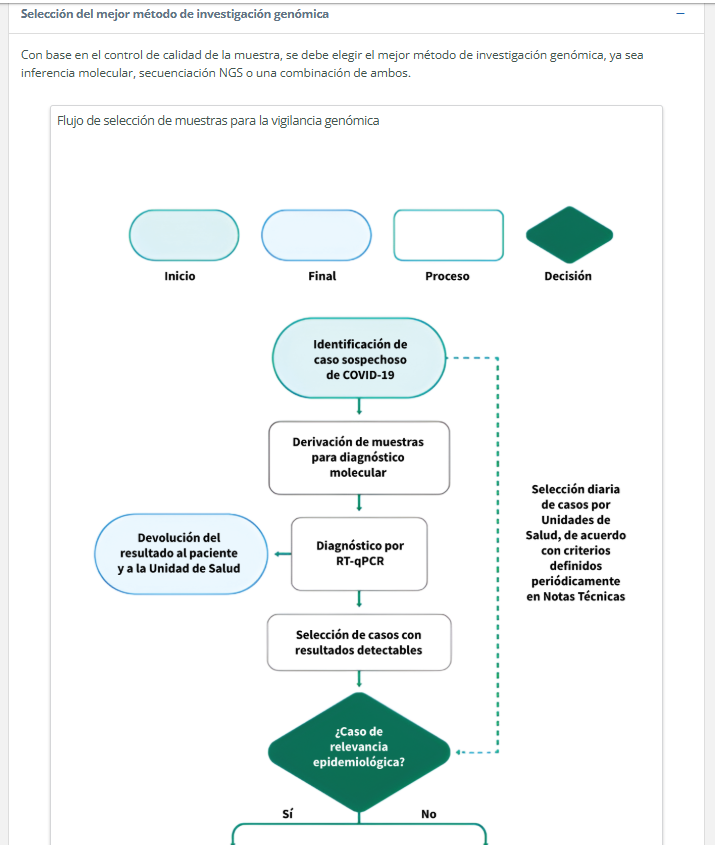 Selección del mejor método de investigación genómica
Con base en el control de calidad de la muestra, se debe elegir el mejor método de investigación genómica, ya sea
inferencia molecular, secuenciación NGS o una combinación de ambos.
Flujo de selección de muestras para la vigilancia genómica
Inicio
Final
Proceso
Decisión
Identificación de
caso sospechoso
de COVID-19
Derivación de muestras
para diagnóstico
molecular
Selección diaria
de casos por
Unidades de
Salud, de acuerdo
con criterios
definidos
periódicamente
en Notas Técnicas
Devolución del
resultado al paciente
y a la Unidad de Salud
Diagnóstico por
RT-qPCR
Selección de casos con
resultados detectables
¿Caso de
relevancia
epidemiológica?
Sí
No